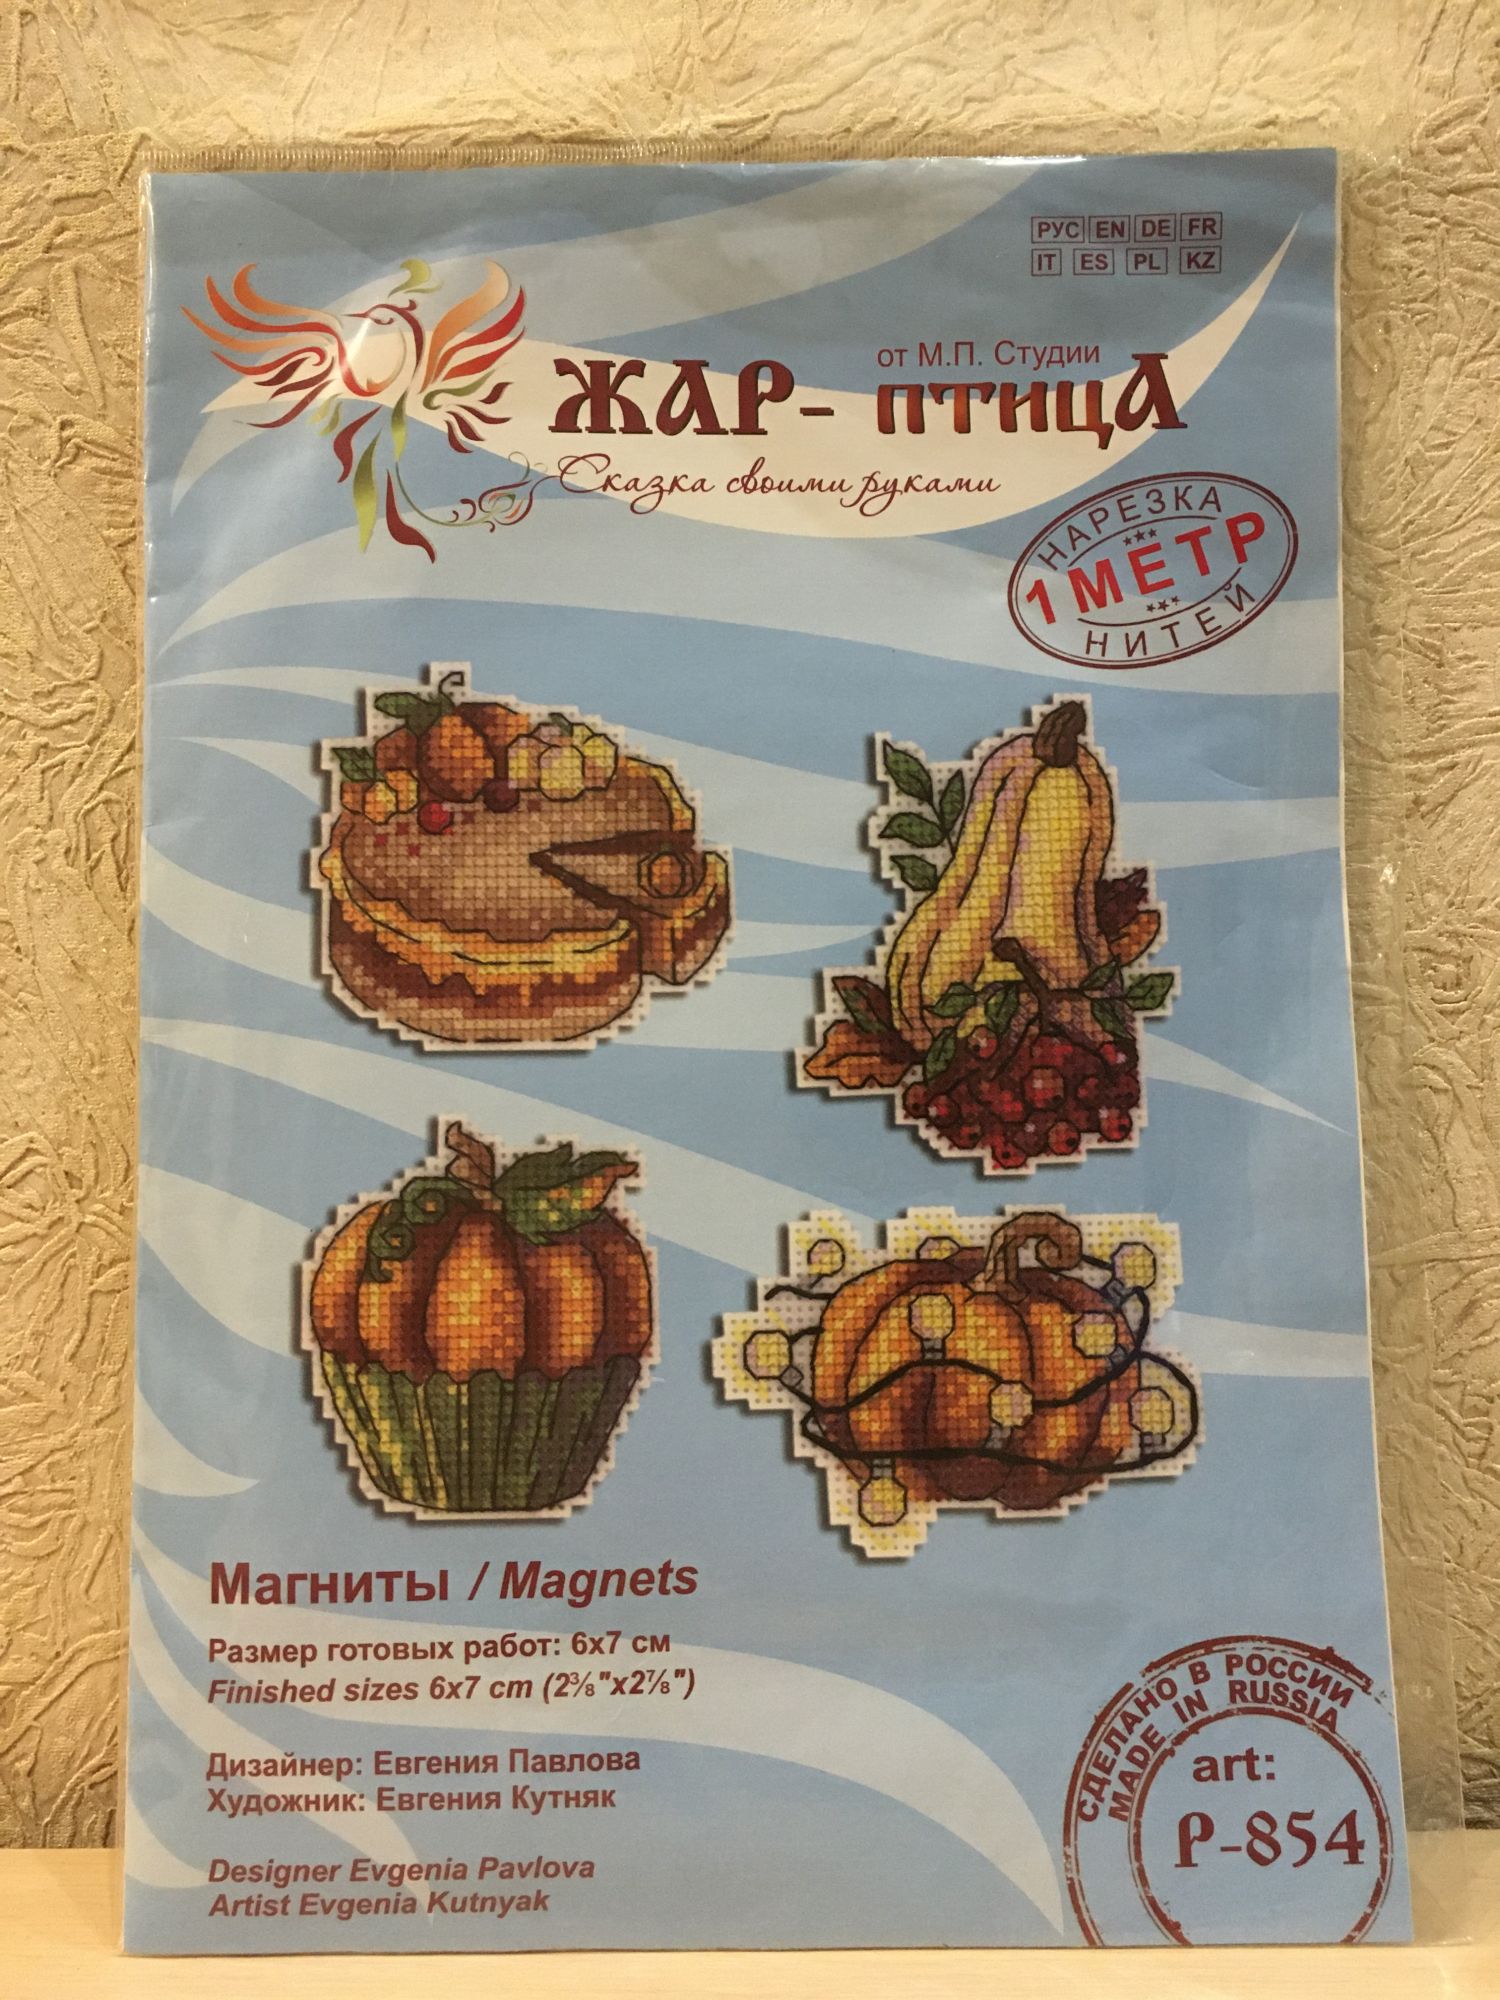 РУС EN DE FR
IT ES PL KZ
от М.П. Студии
ЖАР-ПТИЦА
Сказка своими руками
НАРЕЗКА
1 МЕТР
НИТЕЙ
Магниты / Magnets
Размер готовых работ: 6х7 см
Finished sizes 6x7 cm (2⅜"x2⅞")
Дизайнер: Евгения Павлова
Художник: Евгения Кутняк
Designer Evgenia Pavlova
Artist Evgenia Kutnyak
СДЕЛАНО В РОССИИ
MADE IN RUSSIA
art:
P-854